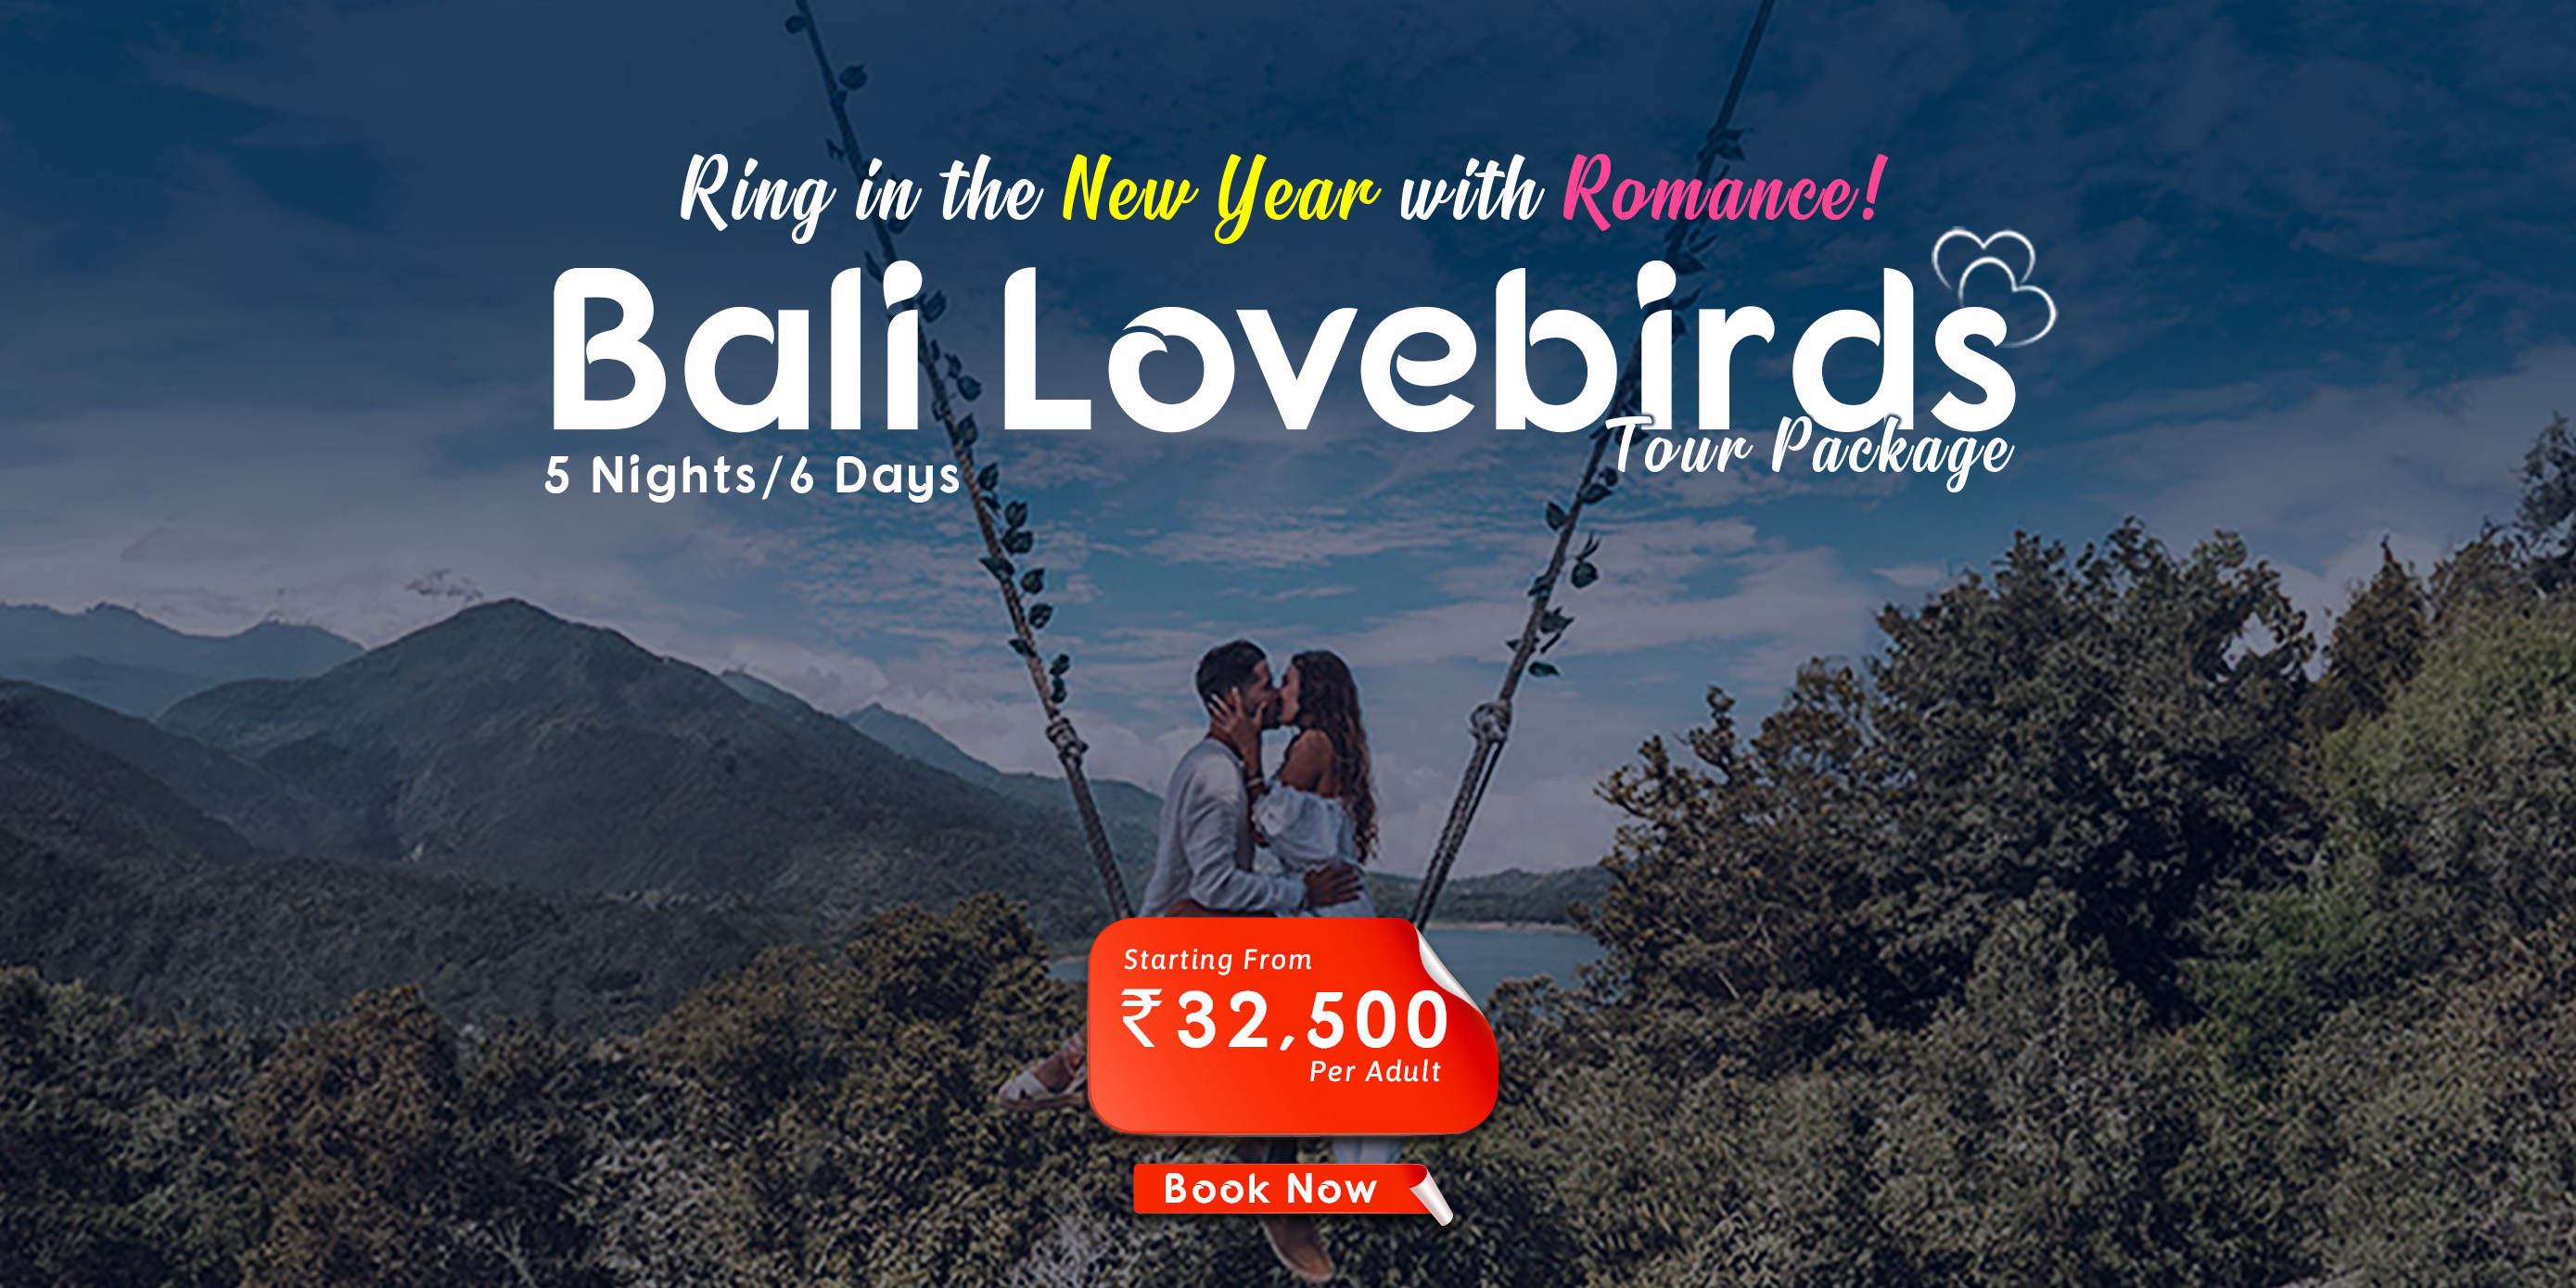 Ring in the New Year with Romance!
Bali Lovebirds
Tour Package
5 Nights/6 Days
Starting From
₹32,500
Per Adult
Book Now